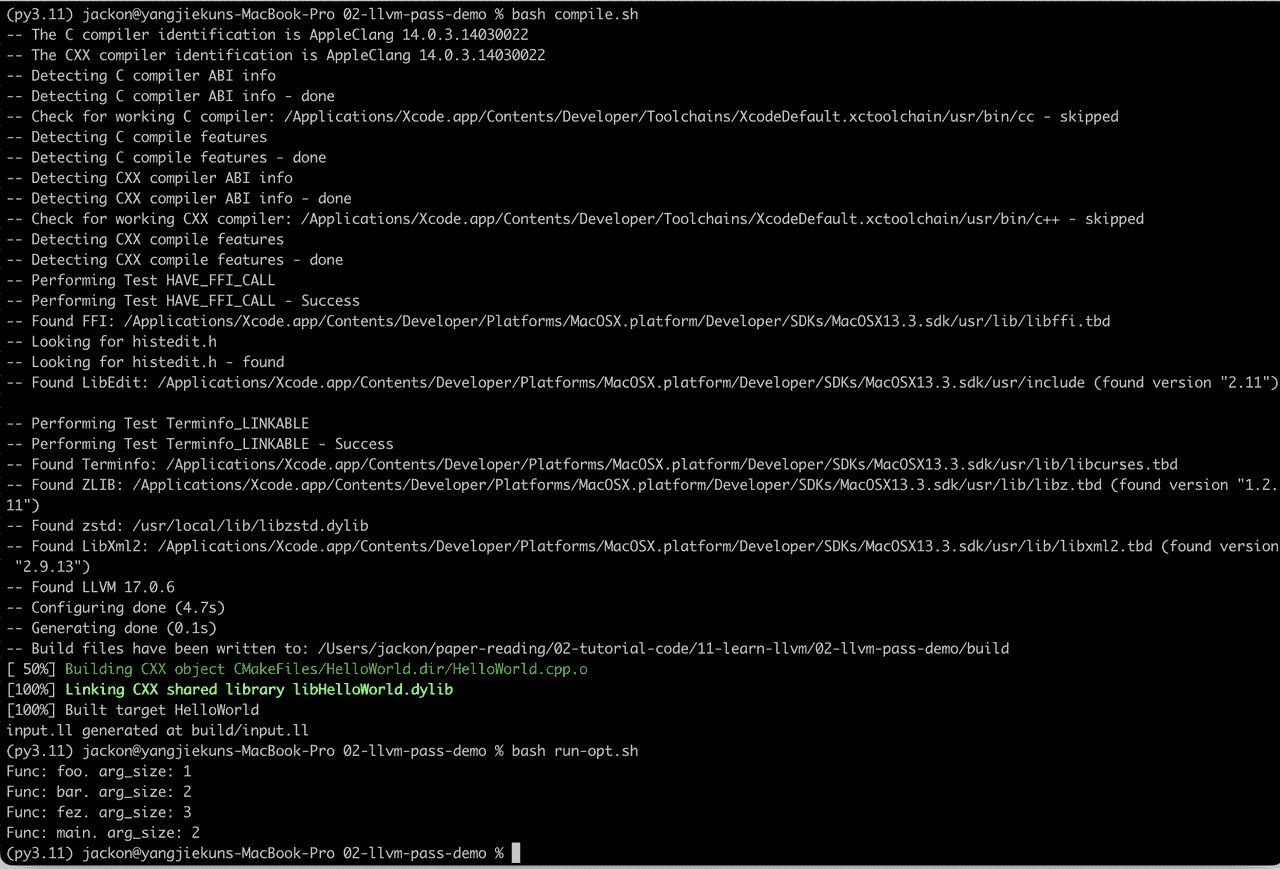 (py3.11) jackon@yangjiekuns-MacBook-Pro 02-llvm-pass-demo % bash compile.sh
-- The C compiler identification is AppleClang 14.0.3.14030022
-- The CXX compiler identification is AppleClang 14.0.3.14030022
-- Detecting C compiler ABI info
-- Detecting C compiler ABI info - done
-- Check for working C compiler: /Applications/Xcode.app/Contents/Developer/Toolchains/XcodeDefault.xctoolchain/usr/bin/cc - skipped
-- Detecting C compile features
-- Detecting C compile features - done
-- Detecting CXX compiler ABI info
-- Detecting CXX compiler ABI info - done
-- Check for working CXX compiler: /Applications/Xcode.app/Contents/Developer/Toolchains/XcodeDefault.xctoolchain/usr/bin/c++ - skipped
-- Detecting CXX compile features
-- Detecting CXX compile features - done
-- Performing Test HAVE_FFI_CALL
-- Performing Test HAVE_FFI_CALL - Success
-- Found FFI: /Applications/Xcode.app/Contents/Developer/Platforms/MacOSX.platform/Developer/SDKs/MacOSX13.3.sdk/usr/lib/libffi.tbd
-- Looking for histedit.h
-- Looking for histedit.h - found
-- Found LibEdit: /Applications/Xcode.app/Contents/Developer/Platforms/MacOSX.platform/Developer/SDKs/MacOSX13.3.sdk/usr/include (found version "2.11")
-- Performing Test Terminfo_LINKABLE
-- Performing Test Terminfo_LINKABLE - Success
-- Found Terminfo: /Applications/Xcode.app/Contents/Developer/Platforms/MacOSX.platform/Developer/SDKs/MacOSX13.3.sdk/usr/lib/libcurses.tbd
-- Found ZLIB: /Applications/Xcode.app/Contents/Developer/Platforms/MacOSX.platform/Developer/SDKs/MacOSX13.3.sdk/usr/lib/libz.tbd (found version "1.2.
11")
-- Found zstd: /usr/local/lib/libzstd.dylib
-- Found LibXml2: /Applications/Xcode.app/Contents/Developer/Platforms/MacOSX.platform/Developer/SDKs/MacOSX13.3.sdk/usr/lib/libxml2.tbd (found version
 "2.9.13")
-- Found LLVM 17.0.6
-- Configuring done (4.7s)
-- Generating done (0.1s)
-- Build files have been written to: /Users/jackon/paper-reading/02-tutorial-code/11-learn-llvm/02-llvm-pass-demo/build
[ 50%] Building CXX object CMakeFiles/HelloWorld.dir/HelloWorld.cpp.o
[100%] Linking CXX shared library libHelloWorld.dylib
[100%] Built target HelloWorld
input.ll generated at build/input.ll
(py3.11) jackon@yangjiekuns-MacBook-Pro 02-llvm-pass-demo % bash run-opt.sh
Func: foo. arg_size: 1
Func: bar. arg_size: 2
Func: fez. arg_size: 3
Func: main. arg_size: 2
(py3.11) jackon@yangjiekuns-MacBook-Pro 02-llvm-pass-demo %